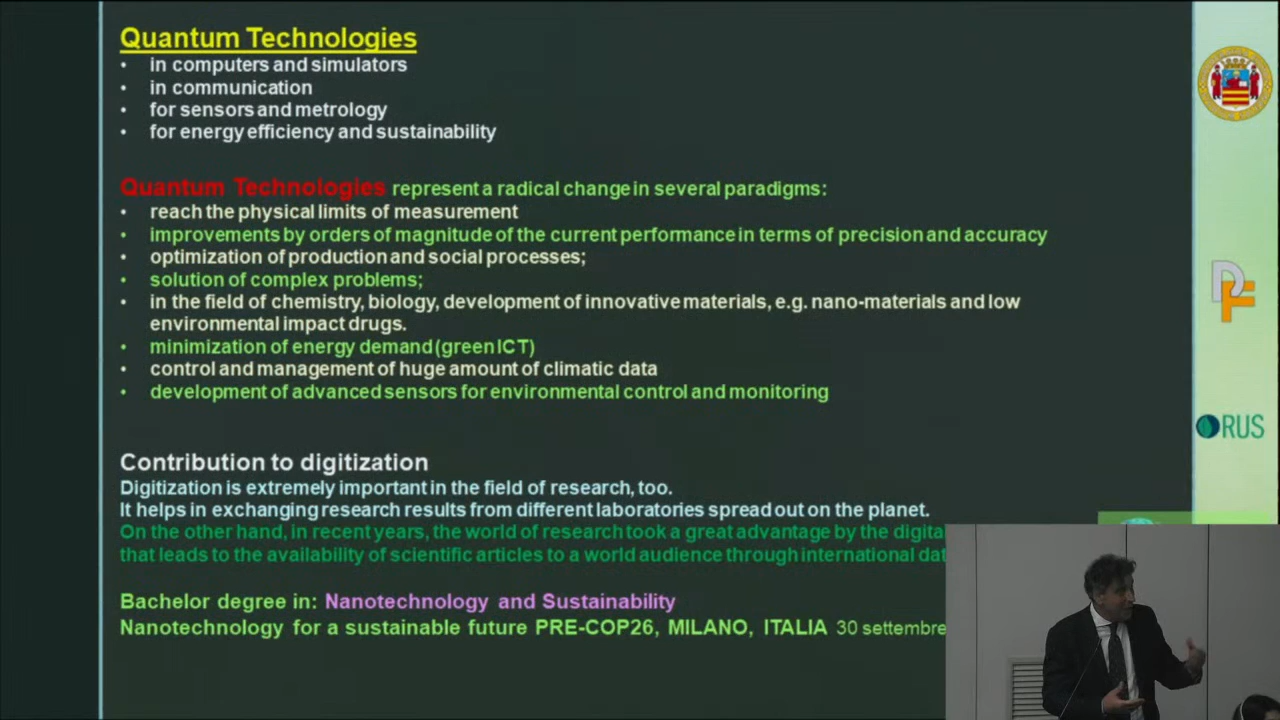 Quantum Technologies
• in computers and simulators
• in communication
• for sensors and metrology
• for energy efficiency and sustainability
Quantum Technologies represent a radical change in several paradigms:
• reach the physical limits of measurement
• improvements by orders of magnitude of the current performance in terms of precision and accuracy
• optimization of production and social processes;
• solution of complex problems;
• in the field of chemistry, biology, development of innovative materials, e.g. nano-materials and low
environmental impact drugs.
• minimization of energy demand (green ICT)
• control and management of huge amount of climatic data
• development of advanced sensors for environmental control and monitoring
Contribution to digitization
Digitization is extremely important in the field of research, too.
It helps in exchanging research results from different laboratories spread out on the planet.
On the other hand, in recent years, the world of research took a great advantage by the digita
that leads to the availability of scientific articles to a world audience through international dat
Bachelor degree in: Nanotechnology and Sustainability
Nanotechnology for a sustainable future PRE-COP26, MILANO, ITALIA 30 settembre
DF
RUS